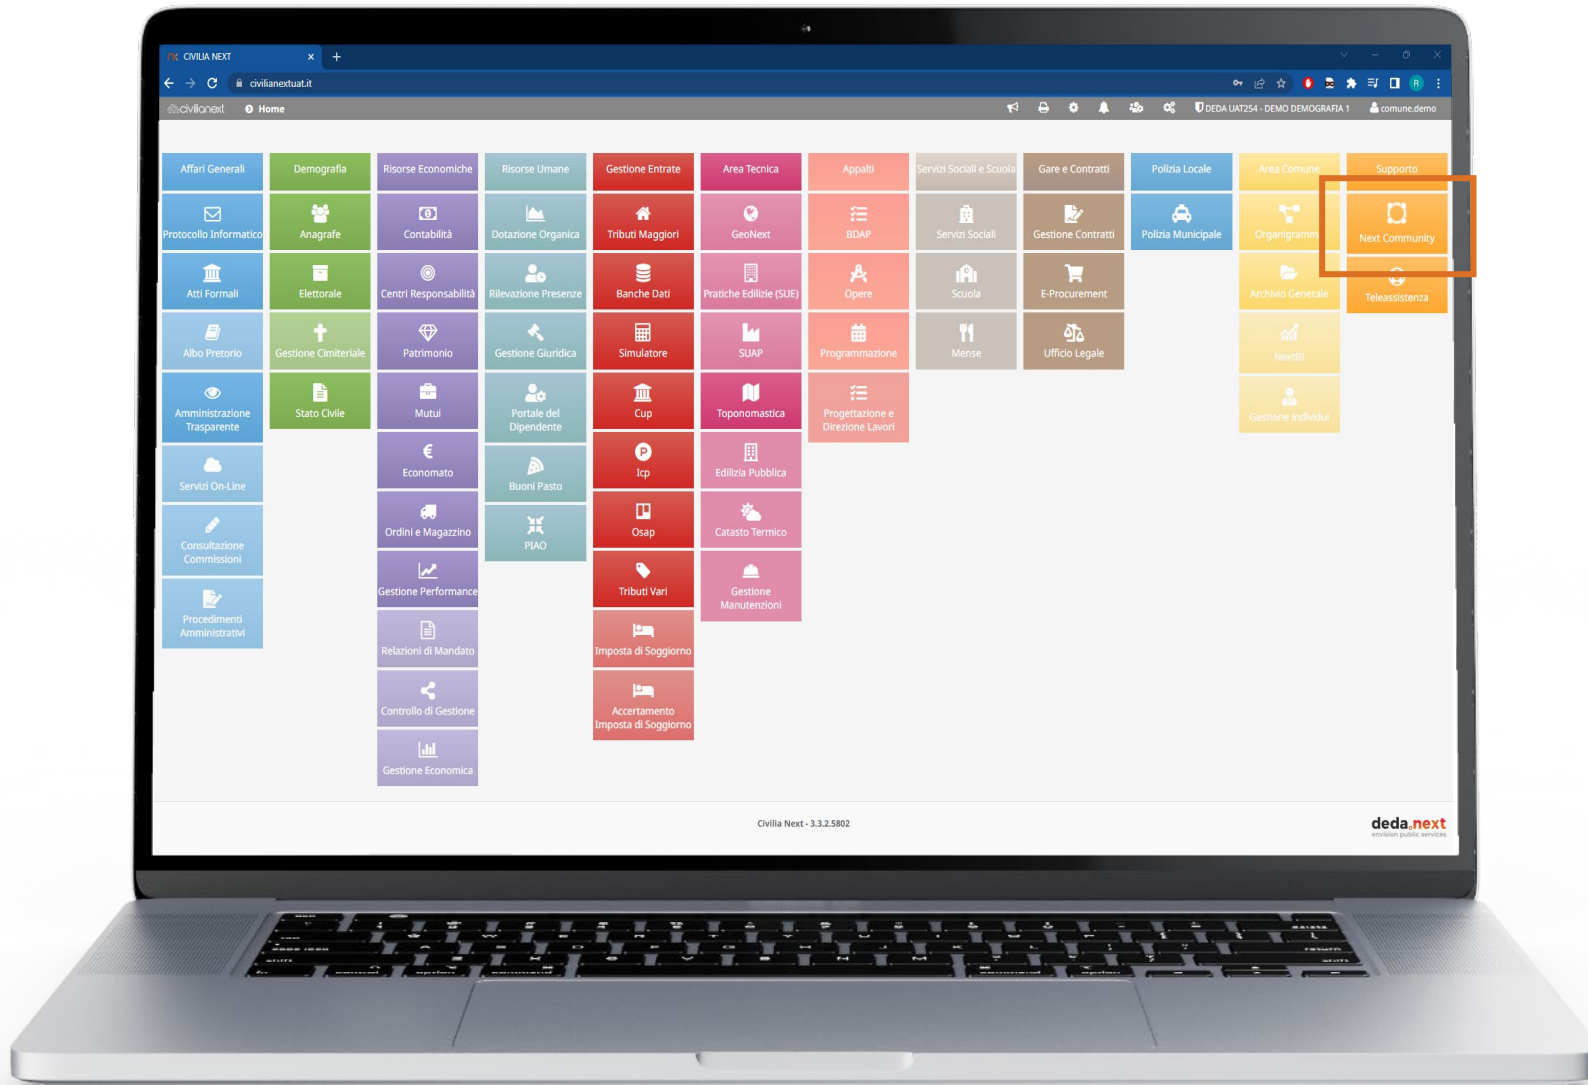 CIVILIA NEXT
civilianextuat.it
civilianext Home DEDA UAT254 - DEMO DEMOGRAFIA 1 comune.demo
Affari Generali
Protocollo Informatico
Atti Formali
Albo Pretorio
Amministrazione
Trasparente
Servizi On-Line
Consultazione
Commissioni
Procedimenti
Amministrativi
Demografia
Anagrafe
Elettorale
Gestione Cimiteriale
Stato Civile
Risorse Economiche
Contabilità
Centri Responsabilità
Patrimonio
Mutui
Economato
Ordini e Magazzino
Gestione Performance
Relazioni di Mandato
Controllo di Gestione
Gestione Economica
Risorse Umane
Dotazione Organica
Rilevazione Presenze
Gestione Giuridica
Portale del
Dipendente
Buoni Pasto
PIAO
Gestione Entrate
Tributi Maggiori
Banche Dati
Simulatore
Cup
Icp
Osap
Tributi Vari
Imposta di Soggiorno
Accertamento
Imposta di Soggiorno
Area Tecnica
GeoNext
Pratiche Edilizie (SUE)
SUAP
Toponomastica
Edilizia Pubblica
Catasto Termico
Gestione
Manutenzioni
Appalti
BDAP
Opere
Programmazione
Progettazione e
Direzione Lavori
Servizi Sociali e Scuola
Servizi Sociali
Scuola
Mense
Gare e Contratti
Gestione Contratti
E-Procurement
Ufficio Legale
Polizia Locale
Polizia Municipale
Area Comune
Organigramma
Archivio Generale
NextBI
Gestione Individui
Supporto
Next Community
Teleassistenza
Civilia Next - 3.3.2.5802
deda.next
envision public services